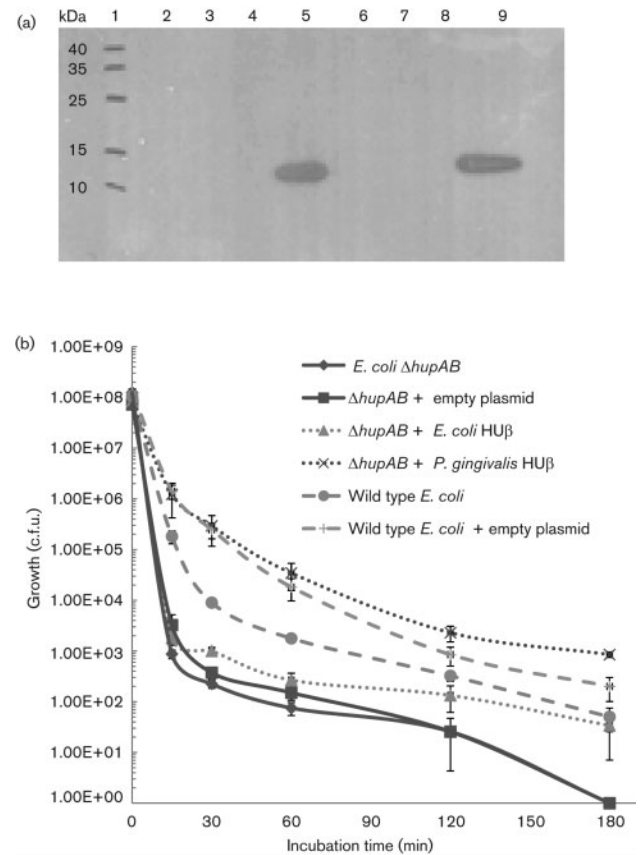 (a)
kDa 1 2 3 4 5 6 7 8 9
40
35
25
15
10
(b)
1.00E+09
1.00E+08
1.00E+07
1.00E+06
1.00E+05
1.00E+04
1.00E+03
1.00E+02
1.00E+01
1.00E+00
Growth (c.f.u.)
E. coli ΔhupAB
ΔhupAB + empty plasmid
ΔhupAB + E. coli HUβ
ΔhupAB + P. gingivalis HUβ
Wild type E. coli
Wild type E. coli + empty plasmid
0 30 60 90 120 150 180
Incubation time (min)